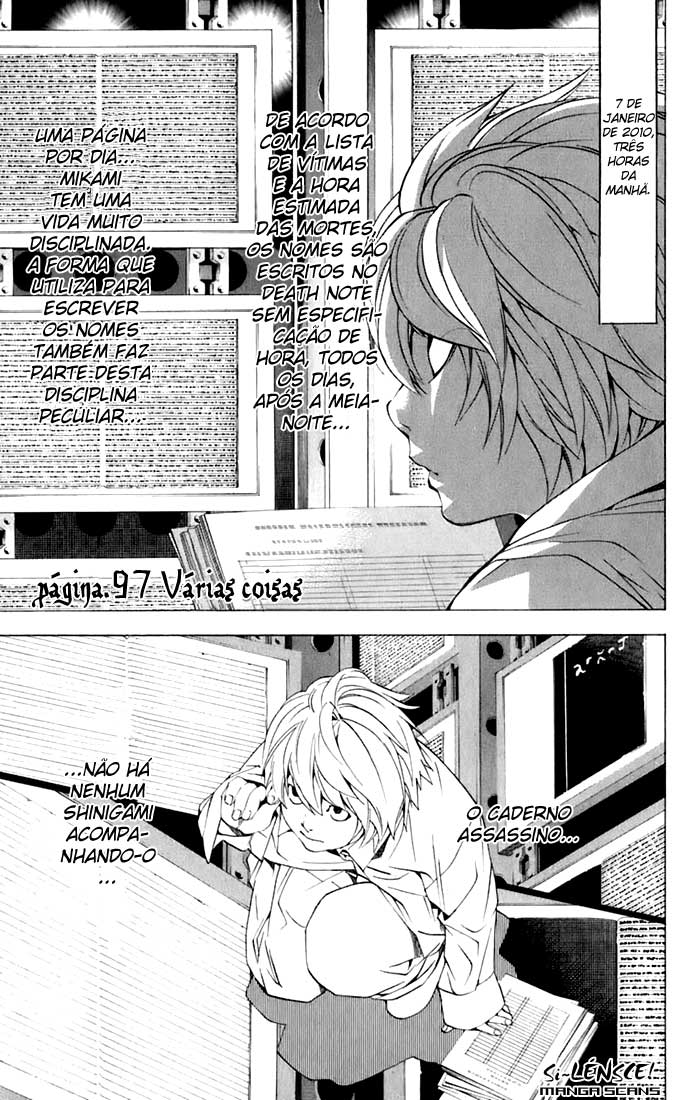 7 DE
JANEIRO
DE 2010,
TRÊS
HORAS
DA
MANHÃ.
DE ACORDO
COM A LISTA
DE VÍTIMAS
E A HORA
ESTIMADA
DAS MORTES,
OS NOMES SÃO
ESCRITOS NO
DEATH NOTE
SEM ESPECIFI-
CAÇÃO DE
HORA, TODOS
OS DIAS,
APÓS A MEIA-
NOITE...
UMA PÁGINA
POR DIA...
MIKAMI
TEM UMA
VIDA MUITO
DISCIPLINADA.
A FORMA QUE
UTILIZA PARA
ESCREVER
OS NOMES
TAMBÉM FAZ
PARTE DESTA
DISCIPLINA
PECULIAR...
página.97 Várias coisas
O CADERNO
ASSASSINO...
...NÃO HÁ
NENHUM
SHINIGAMI
ACOMPA-
NHANDO-O
...
Si-LÉNSCE!
MANGA SCANS